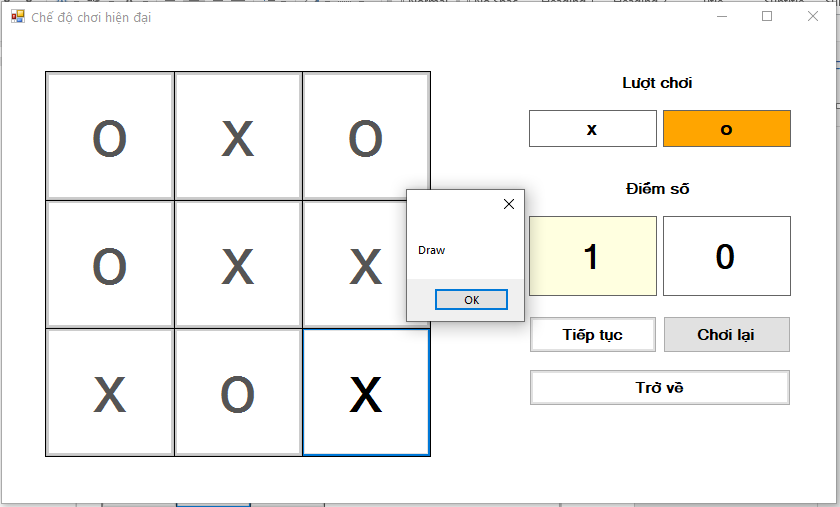 Chế độ chơi hiện đại
Lượt chơi
x o
Điểm số
1 0
Tiếp tục Chơi lại
Trở về
o x o
o x x
x o x
Draw
OK